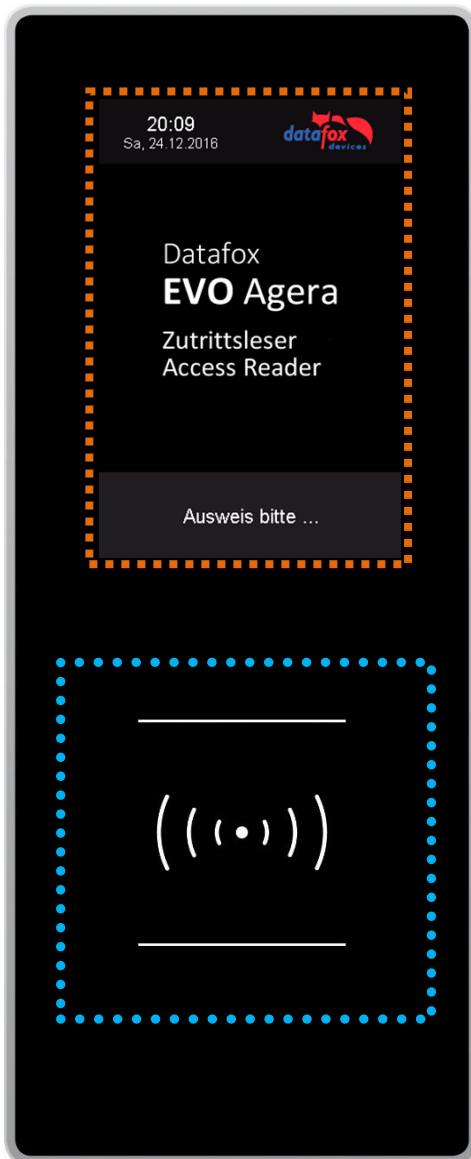 20:09
Sa, 24.12.2016
datafox
devices
Datafox
EVO Agera
Zutrittsleser
Access Reader
Ausweis bitte ...